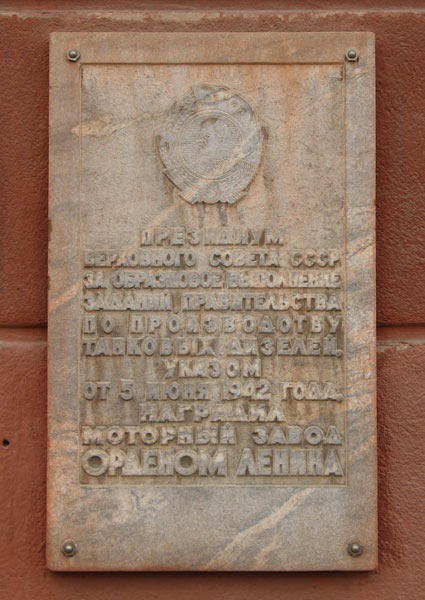 ПРЕЗИДИУМ
ВЕРХОВНОГО СОВЕТА СССР
ЗА ОБРАЗЦОВОЕ ВЫПОЛНЕНИЕ
ЗАДАНИЙ ПРАВИТЕЛЬСТВА
ПО ПРОИЗВОДСТВУ
ТАНКОВЫХ ДИЗЕЛЕЙ,
УКАЗОМ
ОТ 5 ИЮНЯ 1942 ГОДА.
НАГРАДИЛ
МОТОРНЫЙ ЗАВОД
ОРДЕНОМ ЛЕНИНА